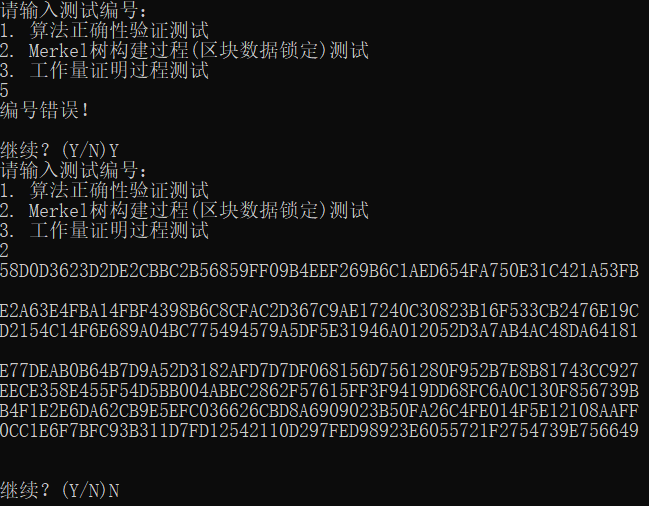 请输入测试编号:
1. 算法正确性验证测试
2. Merkel树构建过程(区块数据锁定)测试
3. 工作量证明过程测试
5
编号错误!
继续? (Y/N)Y
请输入测试编号:
1. 算法正确性验证测试
2. Merkel树构建过程(区块数据锁定)测试
3. 工作量证明过程测试
2
58D0D3623D2DE2CBBC2B56859FF09B4EEF269B6C1AED654FA750E31C421A53FB
E2A63E4FBA14FBF4398B6C8CFAC2D367C9AE17240C30823B16F533CB2476E19C
D2154C14F6E689A04BC775494579A5DF5E31946A012052D3A7AB4AC48DA64181
E77DEAB0B64B7D9A52D3182AFD7D7DF068156D7561280F952B7E8B81743CC927
EECE358E455F54D5BB004ABEC2862F57615FF3F9419DD68FC6A0C130F856739B
B4F1E2E6DA62CB9E5EFC036626CBD8A6909023B50FA26C4FE014F5E12108AAFF
0CC1E6F7BFC93B311D7FD12542110D297FED98923E6055721F2754739E756649
继续? (Y/N)N